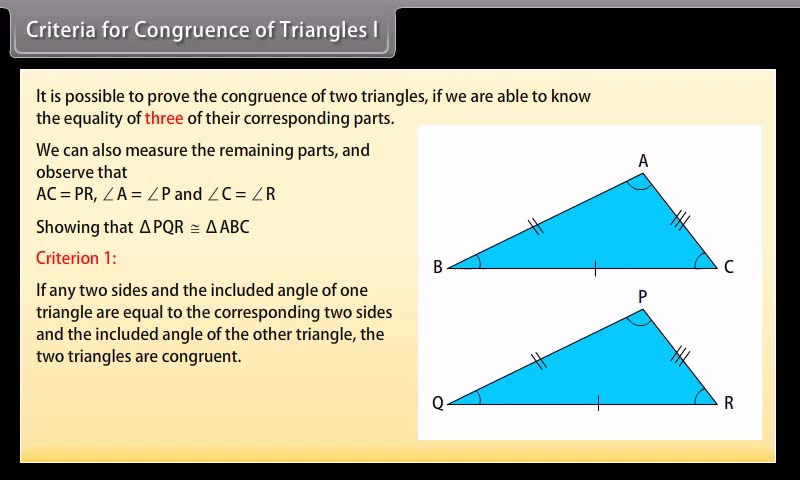 Criteria for Congruence of Triangles I
It is possible to prove the congruence of two triangles, if we are able to know
the equality of three of their corresponding parts.
We can also measure the remaining parts, and
observe that
AC = PR, ∠A = ∠P and ∠C = ∠R
Showing that ΔPQR ≅ ΔABC
Criterion 1:
If any two sides and the included angle of one
triangle are equal to the corresponding two sides
and the included angle of the other triangle, the
two triangles are congruent.
A
B
C
P
Q
R